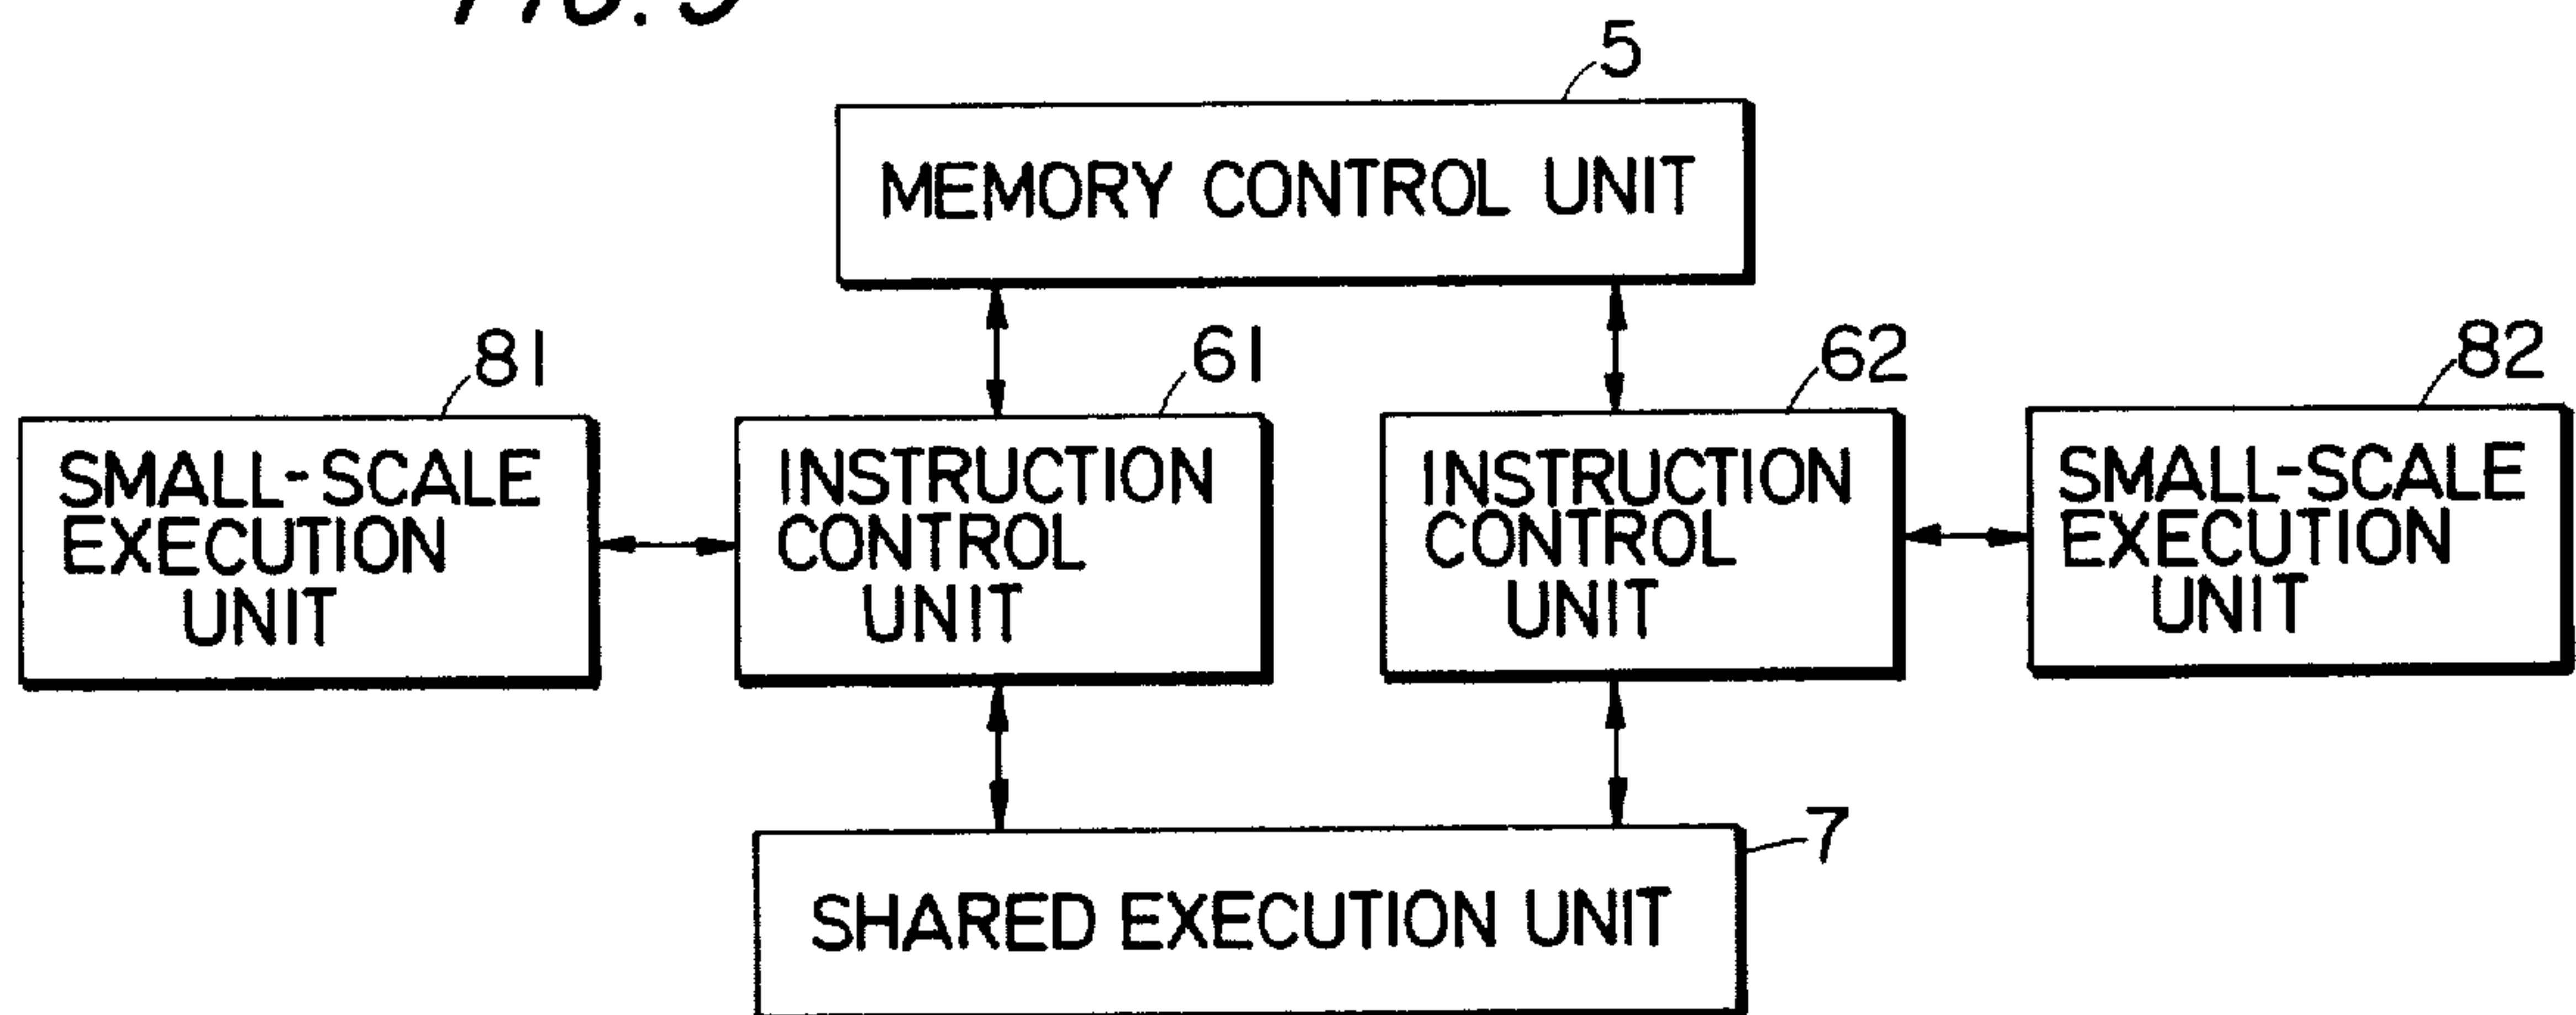 5
MEMORY CONTROL UNIT
81
61
62
82
SMALL-SCALE
EXECUTION
UNIT
INSTRUCTION
CONTROL
UNIT
INSTRUCTION
CONTROL
UNIT
SMALL-SCALE
EXECUTION
UNIT
7
SHARED EXECUTION UNIT